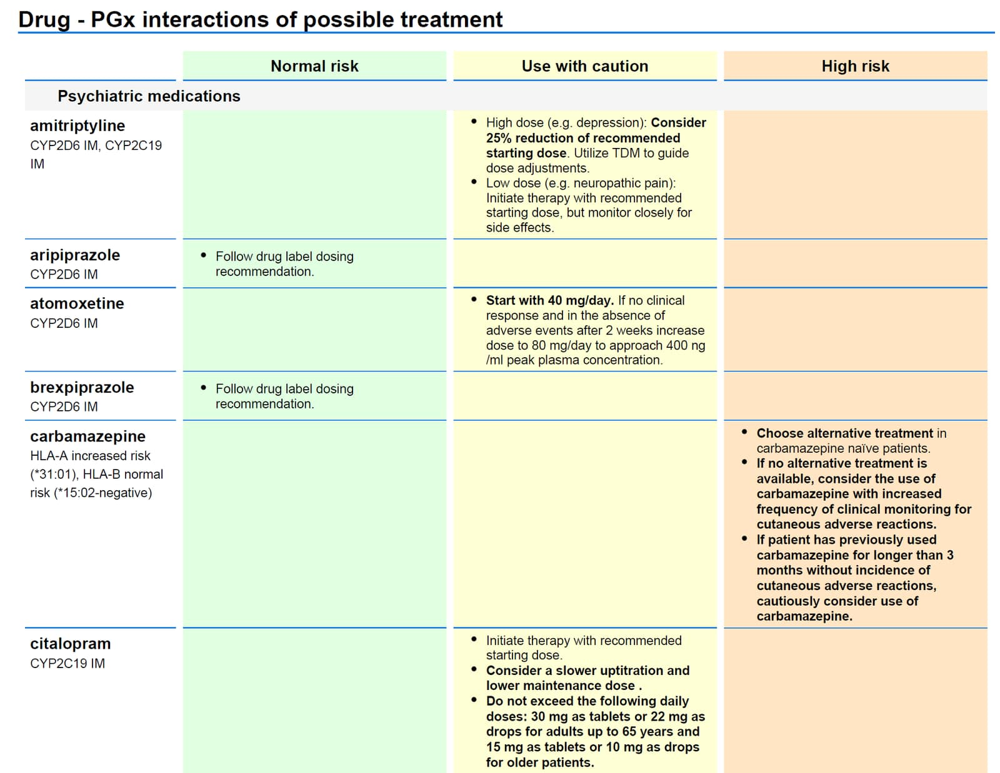 Drug - PGx interactions of possible treatment
Normal risk
Use with caution
High risk
Psychiatric medications
amitriptyline
CYP2D6 IM, CYP2C19
IM
• High dose (e.g. depression): Consider
25% reduction of recommended
starting dose. Utilize TDM to guide
dose adjustments.
• Low dose (e.g. neuropathic pain):
Initiate therapy with recommended
starting dose, but monitor closely for
side effects.
aripiprazole
CYP2D6 IM
• Follow drug label dosing
recommendation.
atomoxetine
CYP2D6 IM
• Start with 40 mg/day. If no clinical
response and in the absence of
adverse events after 2 weeks increase
dose to 80 mg/day to approach 400 ng
/ml peak plasma concentration.
brexpiprazole
CYP2D6 IM
• Follow drug label dosing
recommendation.
carbamazepine
HLA-A increased risk
(*31:01), HLA-B normal
risk (*15:02-negative)
• Choose alternative treatment in
carbamazepine naïve patients.
• If no alternative treatment is
available, consider the use of
carbamazepine with increased
frequency of clinical monitoring for
cutaneous adverse reactions.
• If patient has previously used
carbamazepine for longer than 3
months without incidence of
cutaneous adverse reactions,
cautiously consider use of
carbamazepine.
citalopram
CYP2C19 IM
• Initiate therapy with recommended
starting dose.
• Consider a slower uptitration and
lower maintenance dose .
• Do not exceed the following daily
doses: 30 mg as tablets or 22 mg as
drops for adults up to 65 years and
15 mg as tablets or 10 mg as drops
for older patients.